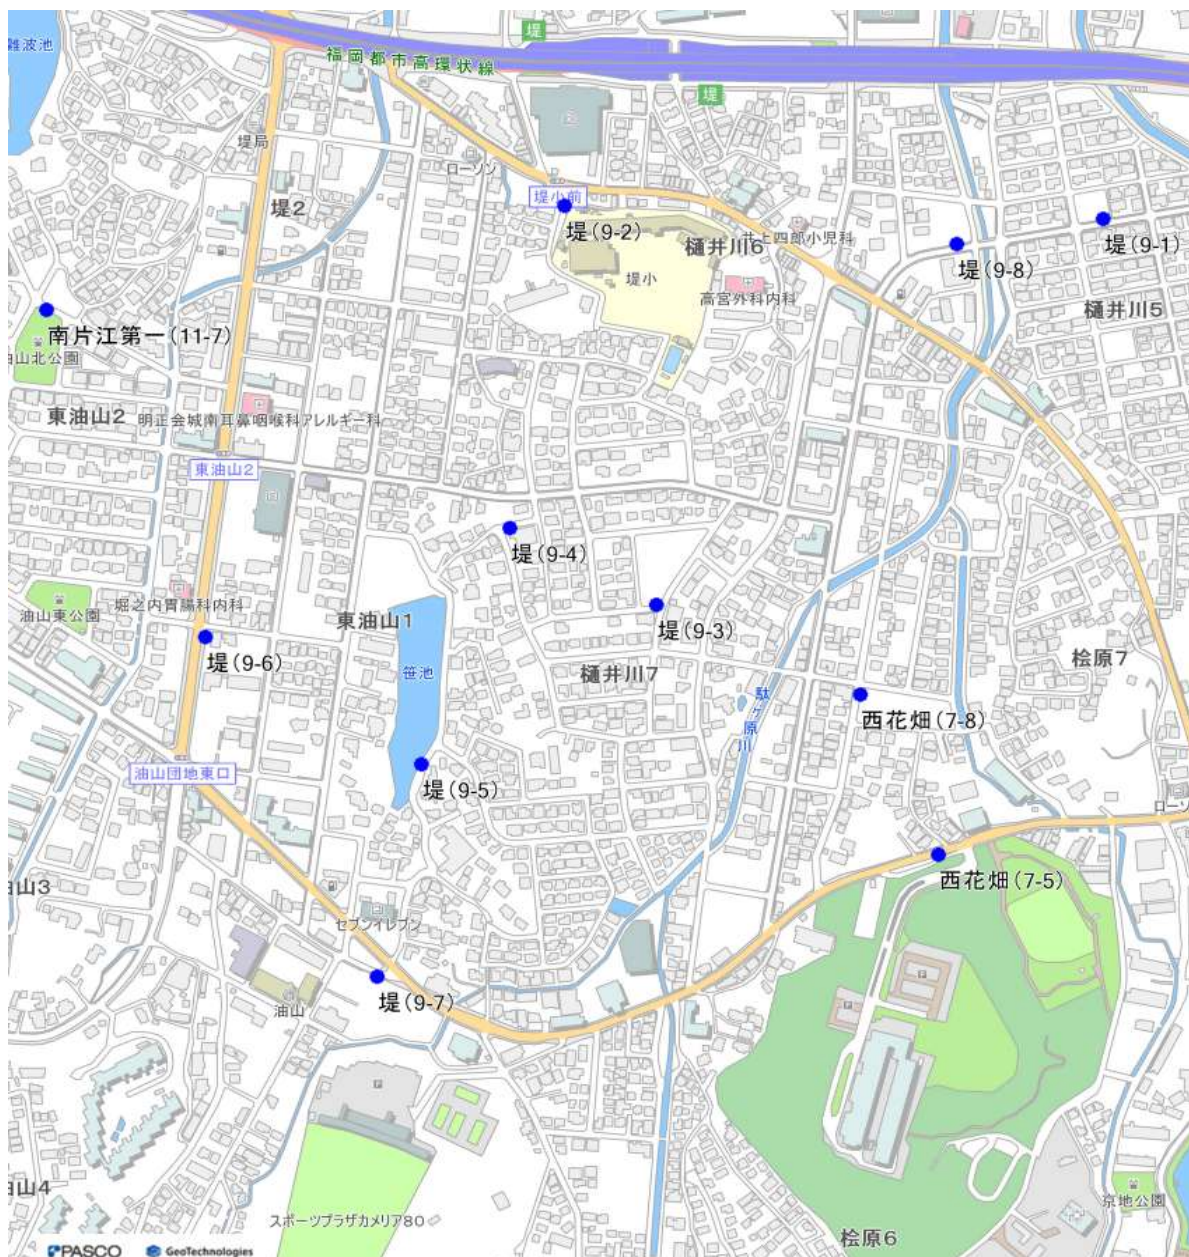 堤
難波池
福岡都市高環状線
堤
堤局
ローソン
堤2
堤小前
堤(9-2)
樋井川6
井上四郎小児科
堤(9-1)
堤(9-8)
堤小
高宮外科内科
樋井川5
南片江第一(11-7)
山北公園
東油山2
明正会城南耳鼻咽喉科アレルギー科
東油山2
堤(9-4)
油山東公園
堀之内胃腸科内科
東油山1
堤(9-3)
堤(9-6)
笹池
樋井川7
桧原7
駄ヶ原川
西花畑(7-8)
油山団地東口
堤(9-5)
ローソ
西花畑(7-5)
山3
セブンイレブン
堤(9-7)
油山
山4
京地公園
スポーツプラザカメリア80
桧原6
PASCO GeoTechnologies